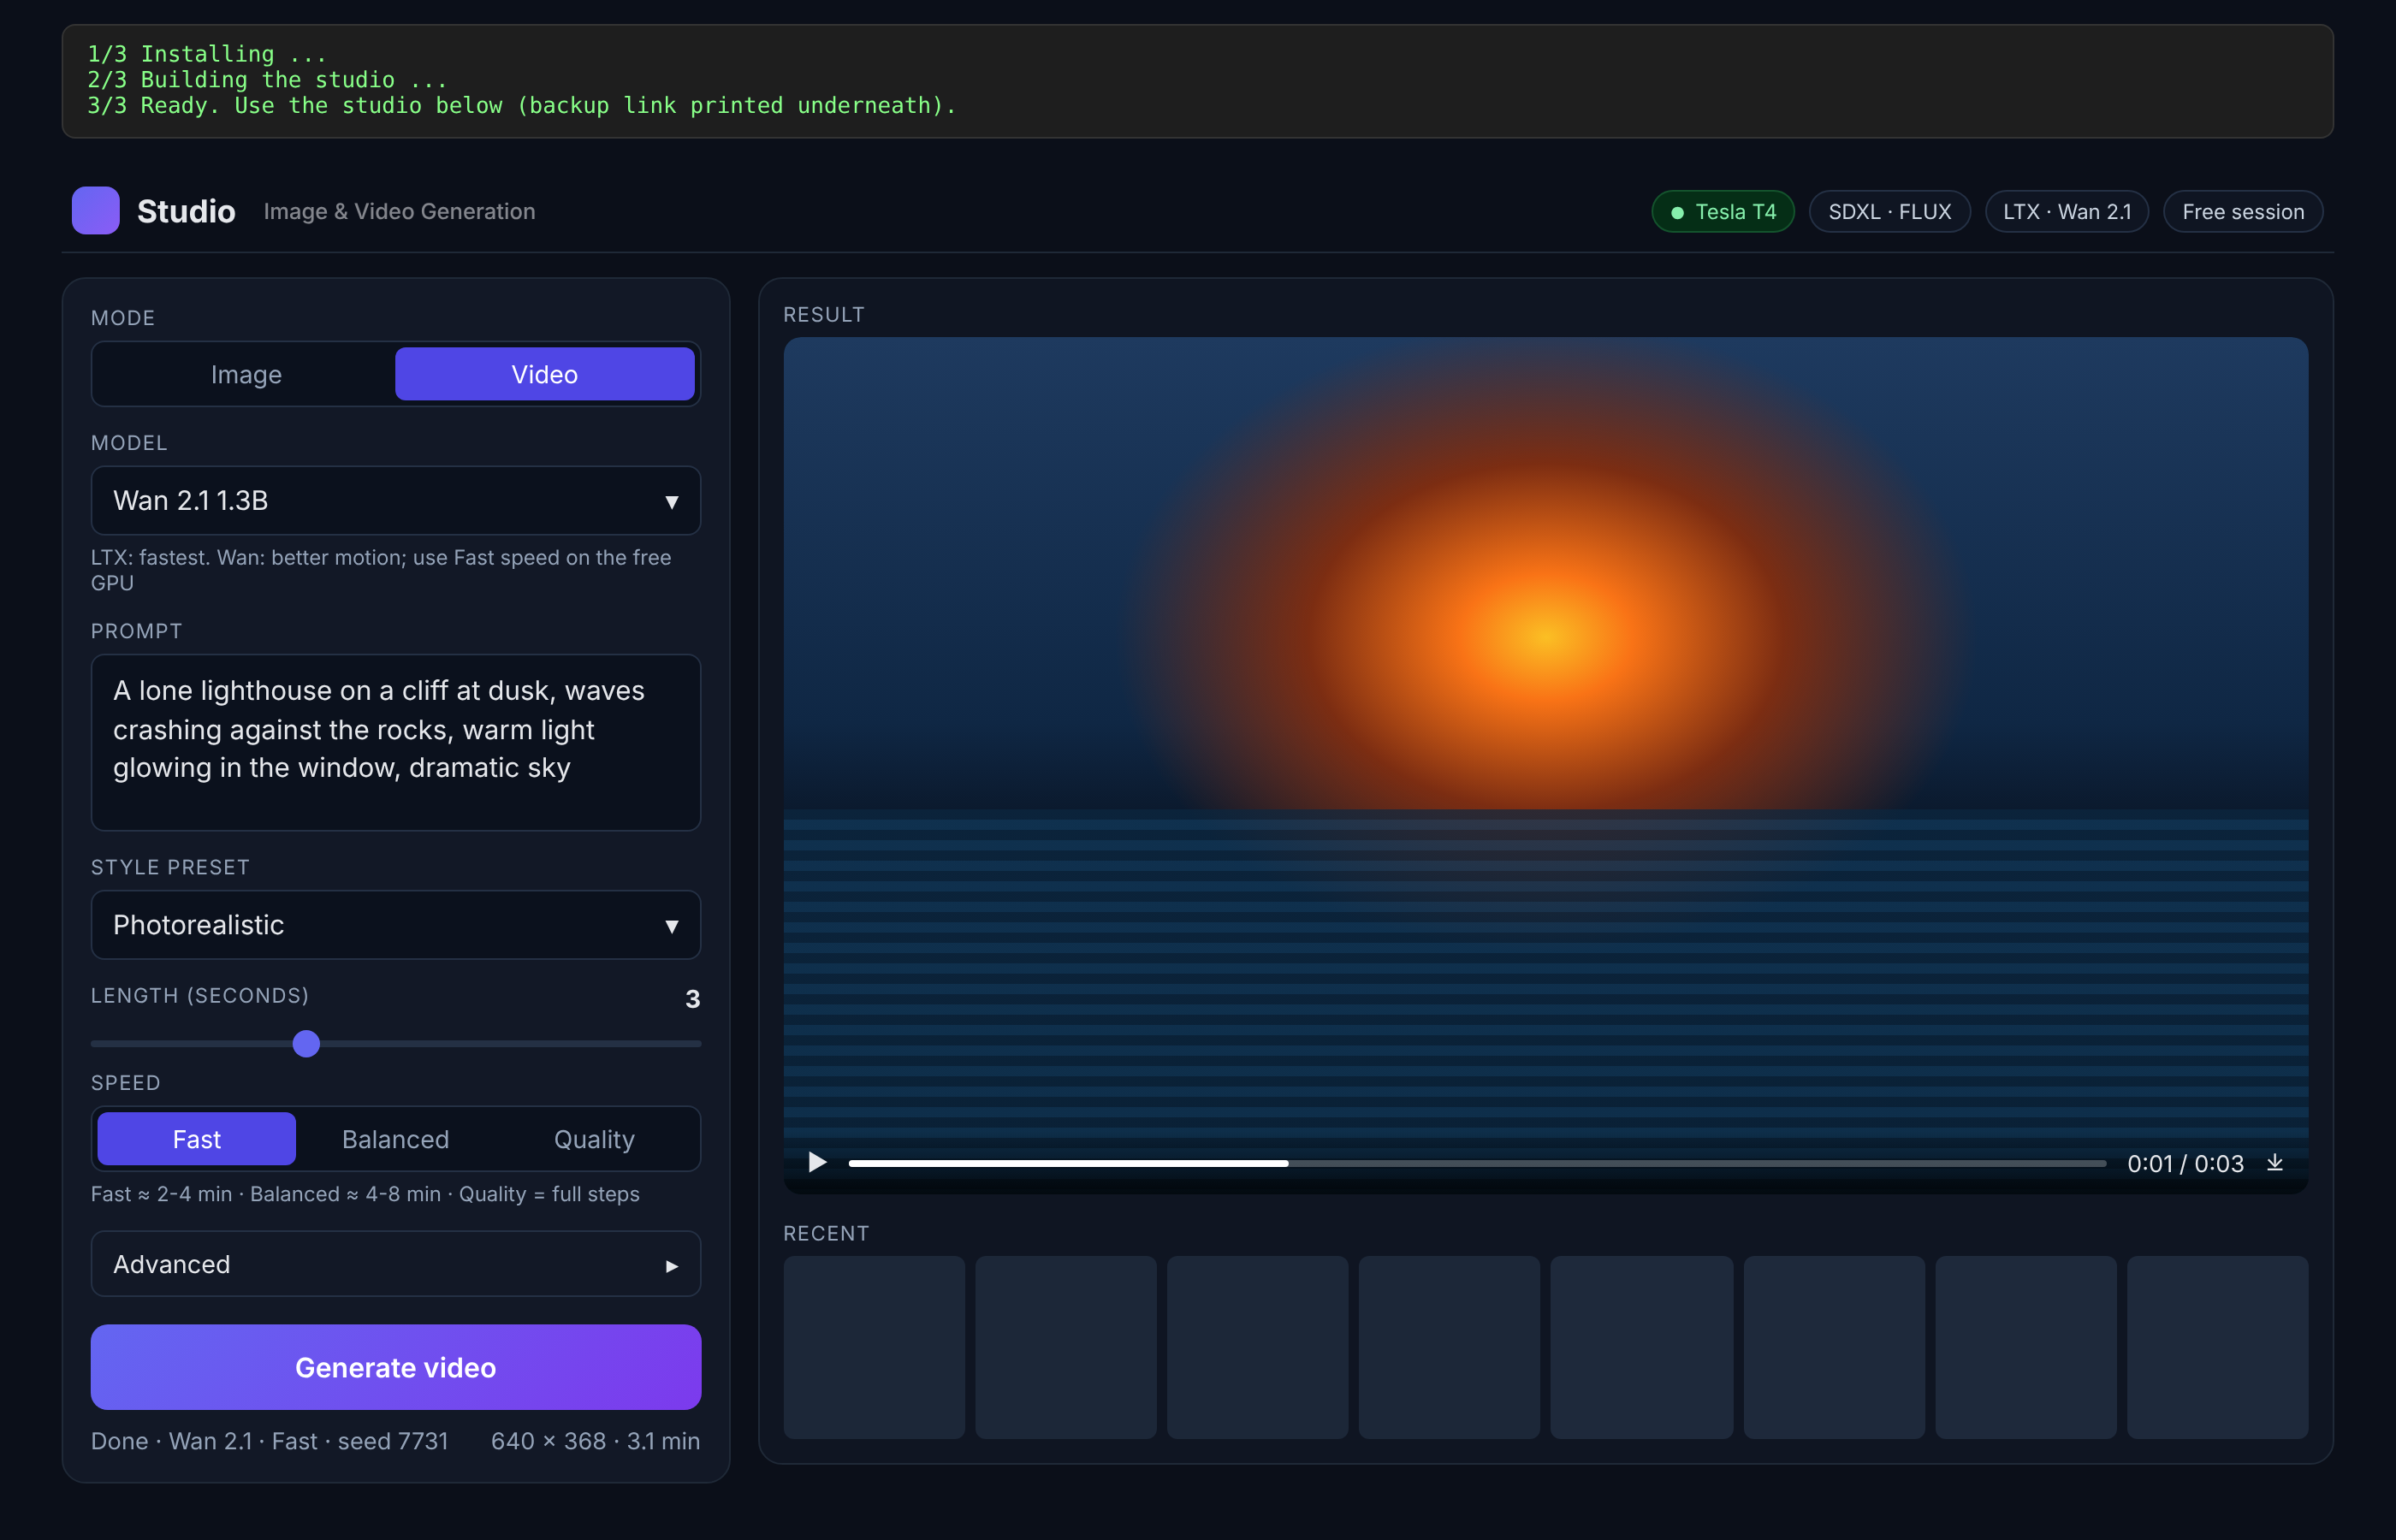 1/3 Installing ...
2/3 Building the studio ...
3/3 Ready. Use the studio below (backup link printed underneath).
Studio Image & Video Generation
Tesla T4
SDXL · FLUX
LTX · Wan 2.1
Free session
MODE
Image Video
MODEL
Wan 2.1 1.3B
LTX: fastest. Wan: better motion; use Fast speed on the free
GPU
PROMPT
A lone lighthouse on a cliff at dusk, waves
crashing against the rocks, warm light
glowing in the window, dramatic sky
STYLE PRESET
Photorealistic
LENGTH (SECONDS) 3
SPEED
Fast Balanced Quality
Fast ≈ 2-4 min · Balanced ≈ 4-8 min · Quality = full steps
Advanced
Generate video
Done · Wan 2.1 · Fast · seed 7731 640 × 368 · 3.1 min
RESULT
0:01 / 0:03
RECENT